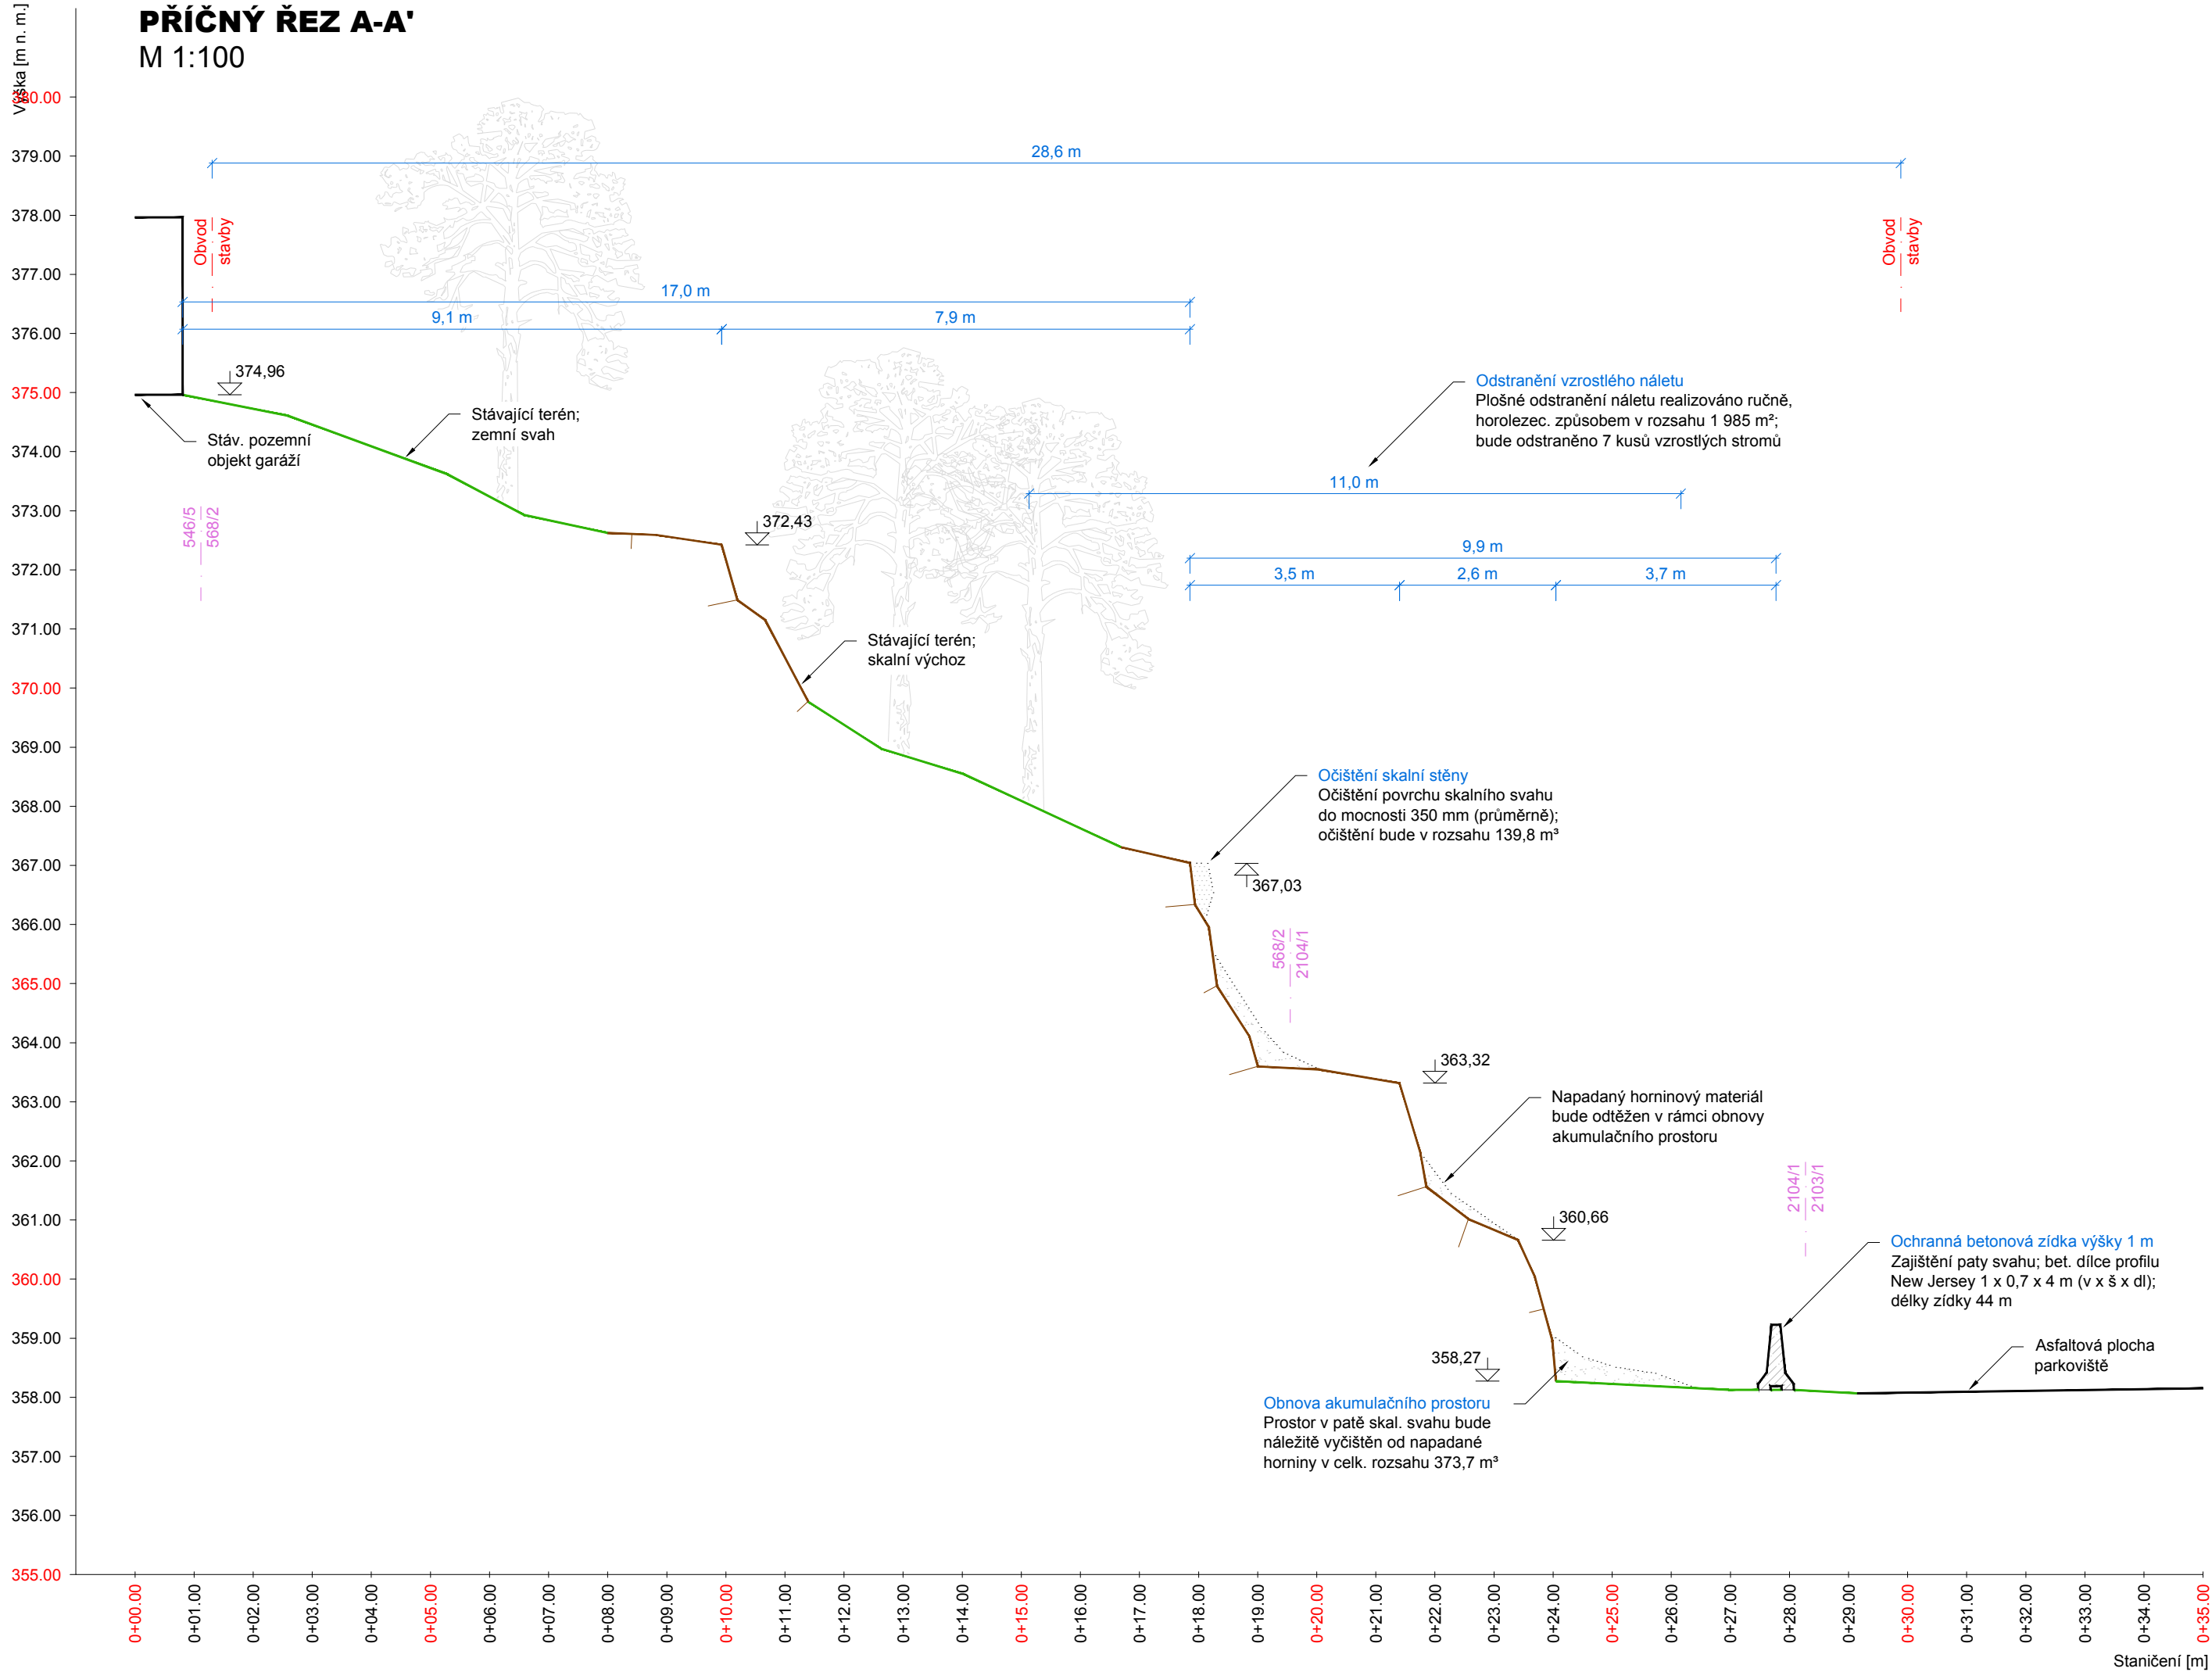 PŘÍČNÝ ŘEZ A-A'
M 1:100
Výška [m n. m.]
380.00
379.00
378.00
377.00
376.00
375.00
374.00
373.00
372.00
371.00
370.00
369.00
368.00
367.00
366.00
365.00
364.00
363.00
362.00
361.00
360.00
359.00
358.00
357.00
356.00
355.00
28,6 m
Obvod
stavby
Obvod
stavby
17,0 m
9,1 m
7,9 m
374,96
Stáv. pozemní
objekt garáží
Stávající terén;
zemní svah
Odstranění vzrostlého náletu
Plošné odstranění náletu realizováno ručně,
horolezec. způsobem v rozsahu 1 985 m²;
bude odstraněno 7 kusů vzrostlých stromů
11,0 m
546/5
568/2
372,43
9,9 m
3,5 m
2,6 m
3,7 m
Stávající terén;
skalní výchoz
Očištění skalní stěny
Očištění povrchu skalního svahu
do mocnosti 350 mm (průměrně);
očištění bude v rozsahu 139,8 m³
367,03
568/2
2104/1
363,32
Napadaný horninový materiál
bude odtěžen v rámci obnovy
akumulačního prostoru
2104/1
2103/1
360,66
Ochranná betonová zídka výšky 1 m
Zajištění paty svahu; bet. dílce profilu
New Jersey 1 x 0,7 x 4 m (v x š x dl);
délky zídky 44 m
Asfaltová plocha
parkoviště
358,27
Obnova akumulačního prostoru
Prostor v patě skal. svahu bude
náležitě vyčištěn od napadané
horniny v celk. rozsahu 373,7 m³
0+00.00
0+01.00
0+02.00
0+03.00
0+04.00
0+05.00
0+06.00
0+07.00
0+08.00
0+09.00
0+10.00
0+11.00
0+12.00
0+13.00
0+14.00
0+15.00
0+16.00
0+17.00
0+18.00
0+19.00
0+20.00
0+21.00
0+22.00
0+23.00
0+24.00
0+25.00
0+26.00
0+27.00
0+28.00
0+29.00
0+30.00
0+31.00
0+32.00
0+33.00
0+34.00
0+35.00
Staničení [m]